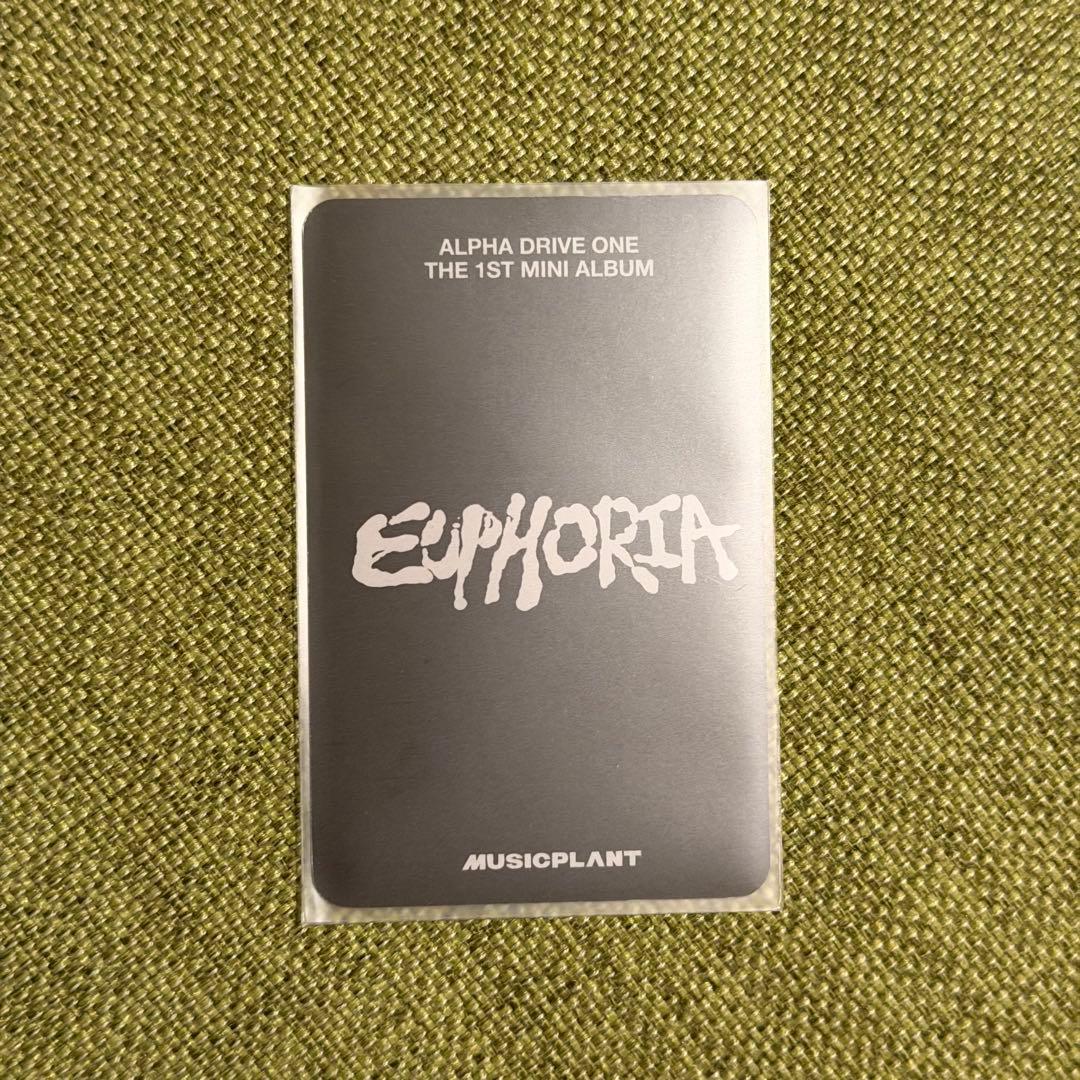 ALPHA DRIVE ONE
THE 1ST MINI ALBUM
EUPHORIA
MUSICPLANT